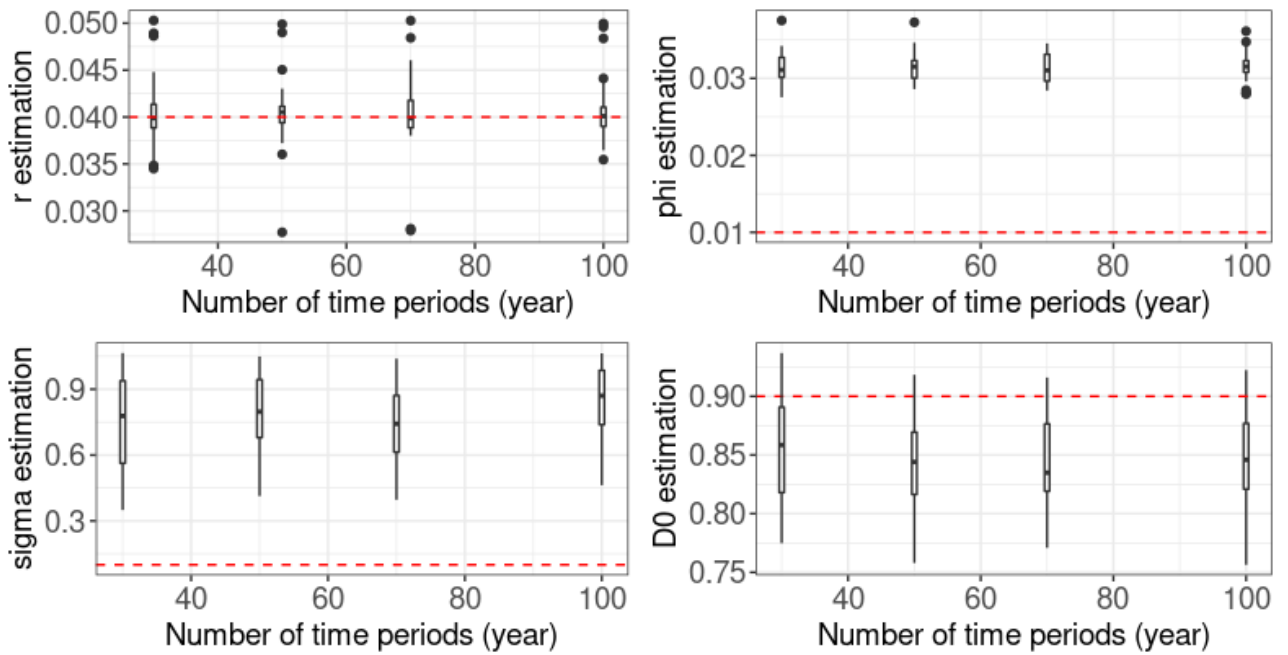 r estimation
0.050
0.045
0.040
0.035
0.030
40 60 80 100
Number of time periods (year)
phi estimation
0.03
0.02
0.01
40 60 80 100
Number of time periods (year)
sigma estimation
0.9
0.6
0.3
40 60 80 100
Number of time periods (year)
D0 estimation
0.90
0.85
0.80
0.75
40 60 80 100
Number of time periods (year)